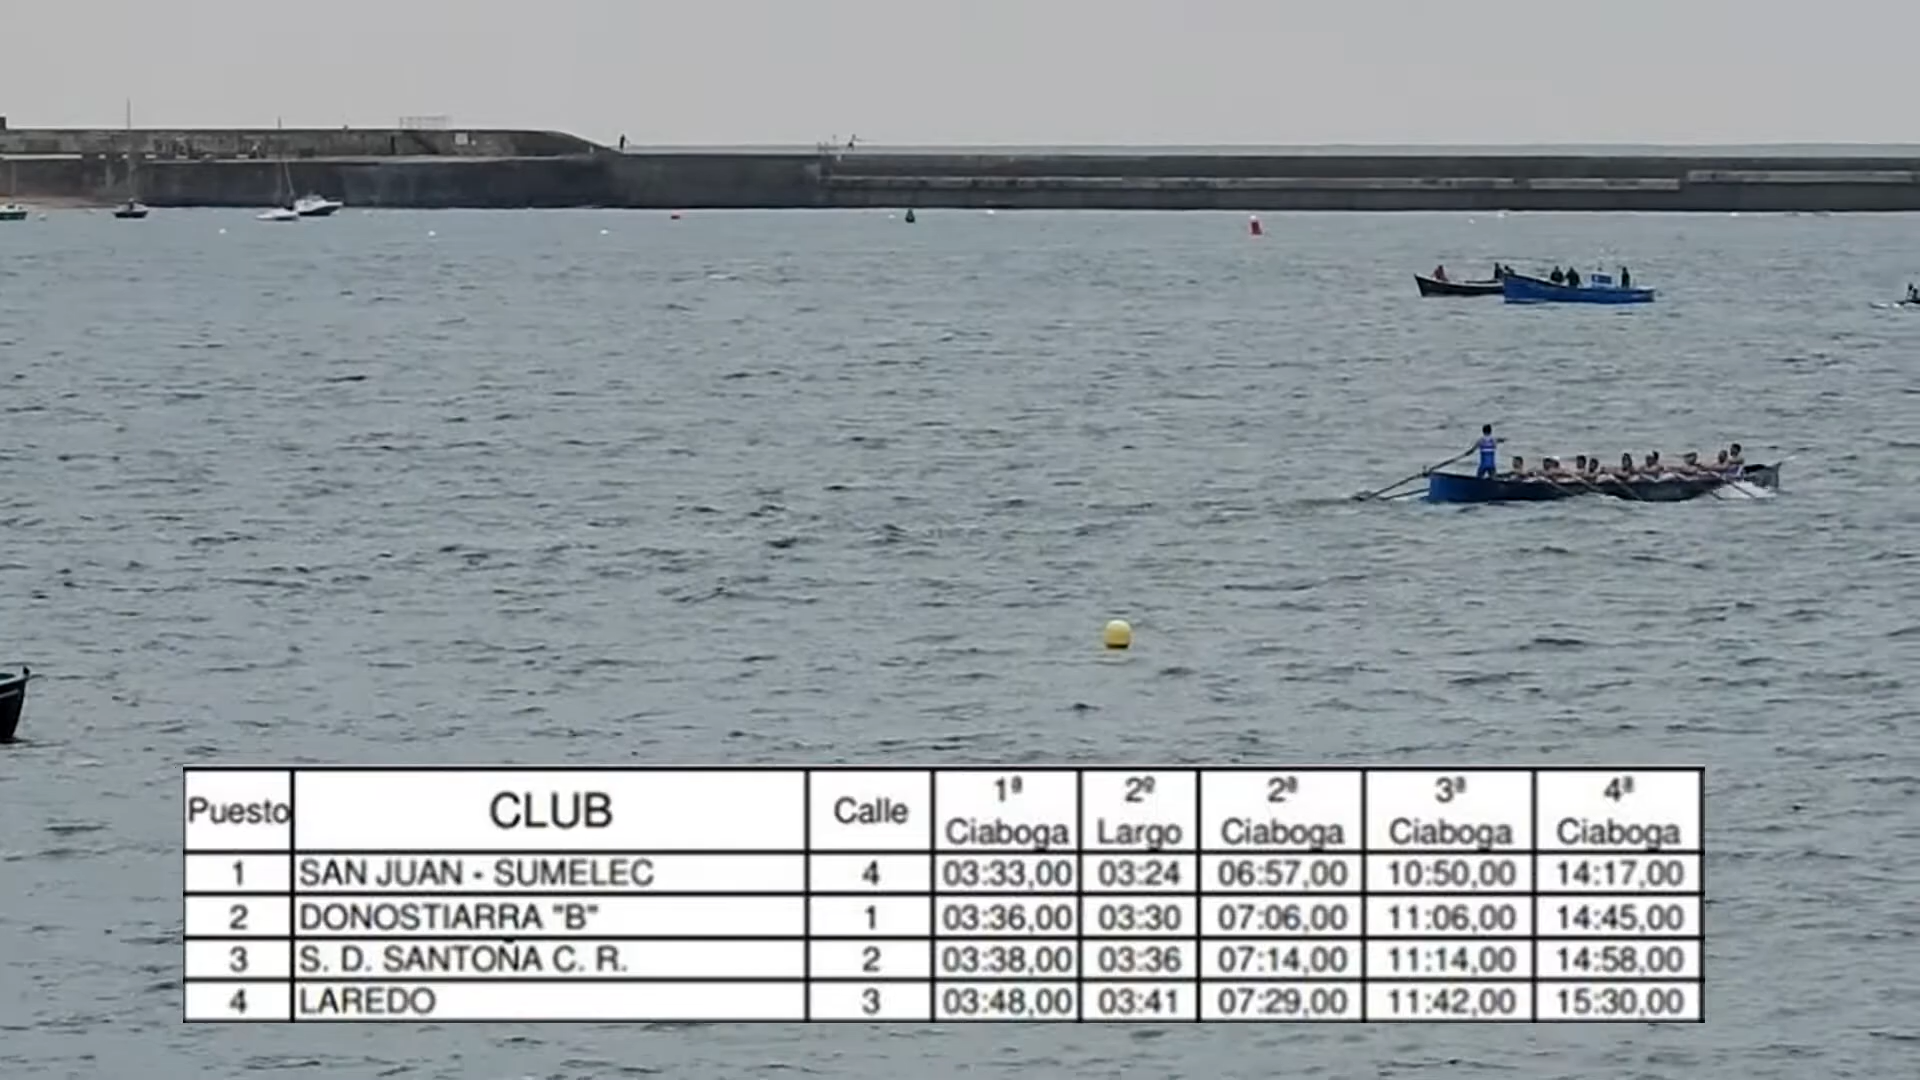 Puesto CLUB Calle 1ª Ciaboga 2º Largo 2ª Ciaboga 3ª Ciaboga 4ª Ciaboga
1 SAN JUAN - SUMELEC 4 03:33,00 03:24 06:57,00 10:50,00 14:17,00
2 DONOSTIARRA "B" 1 03:36,00 03:30 07:06,00 11:06,00 14:45,00
3 S. D. SANTOÑA C. R. 2 03:38,00 03:36 07:14,00 11:14,00 14:58,00
4 LAREDO 3 03:48,00 03:41 07:29,00 11:42,00 15:30,00